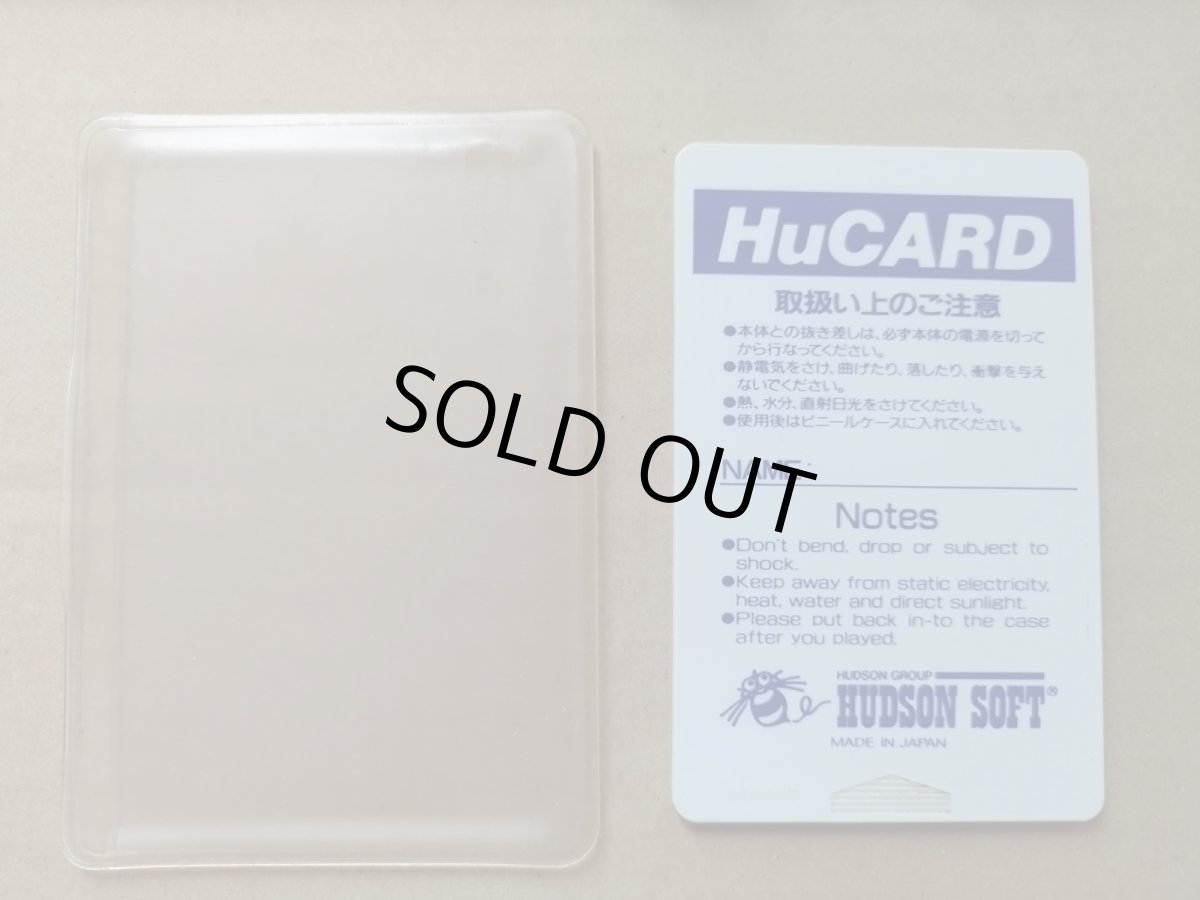 HuCARD
取扱い上のご注意
●本体との抜き差しは、必ず本体の電源を切って
から行なってください。
●静電気をさけ、曲げたり、落したり、衝撃を与え
ないでください。
●熱、水分、直射日光をさけてください。
●使用後はビニールケースに入れてください。
NAME:
Notes
●Don't bend, drop or subject to
shock.
●Keep away from static electricity,
heat, water and direct sunlight.
●Please put back in-to the case
after you played.
HUDSON GROUP
HUDSON SOFT®
MADE IN JAPAN
SOLD OUT